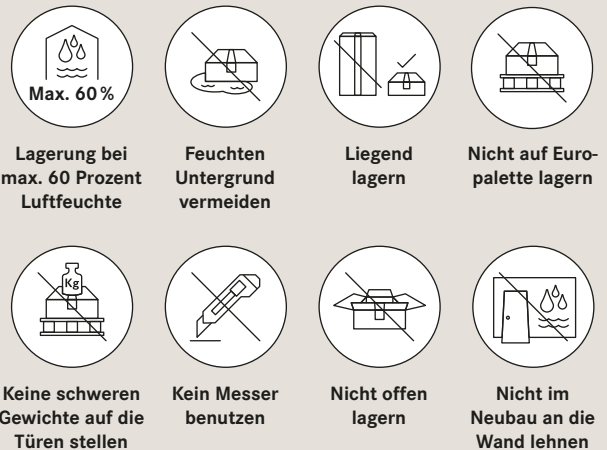 Max. 60 %
Lagerung bei
max. 60 Prozent
Luftfeuchte
Feuchten
Untergrund
vermeiden
Liegend
lagern
Nicht auf Euro-
palette lagern
Kg
Keine schweren
Gewichte auf die
Türen stellen
Kein Messer
benutzen
Nicht offen
lagern
Nicht im
Neubau an die
Wand lehnen